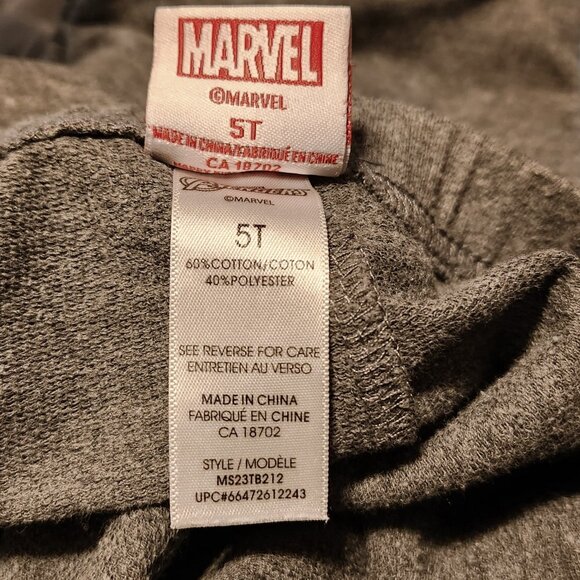 MARVEL
©MARVEL
5T
MADE IN CHINA/FABRIQUÉ EN CHINE
CA 18702
©MARVEL
5T
60%COTTON/COTON
40%POLYESTER
SEE REVERSE FOR CARE
ENTRETIEN AU VERSO
MADE IN CHINA
FABRIQUÉ EN CHINE
CA 18702
STYLE / MODÈLE
MS23TB212
UPC#66472612243